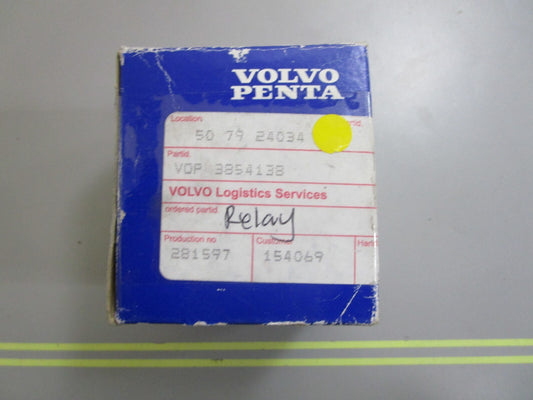 VOLVO
PENTA
Location
50 79 24034
Partid.
VOP 3854138
VOLVO Logistics Services
ordered partid
Relay
Production no Customer
281597 154069